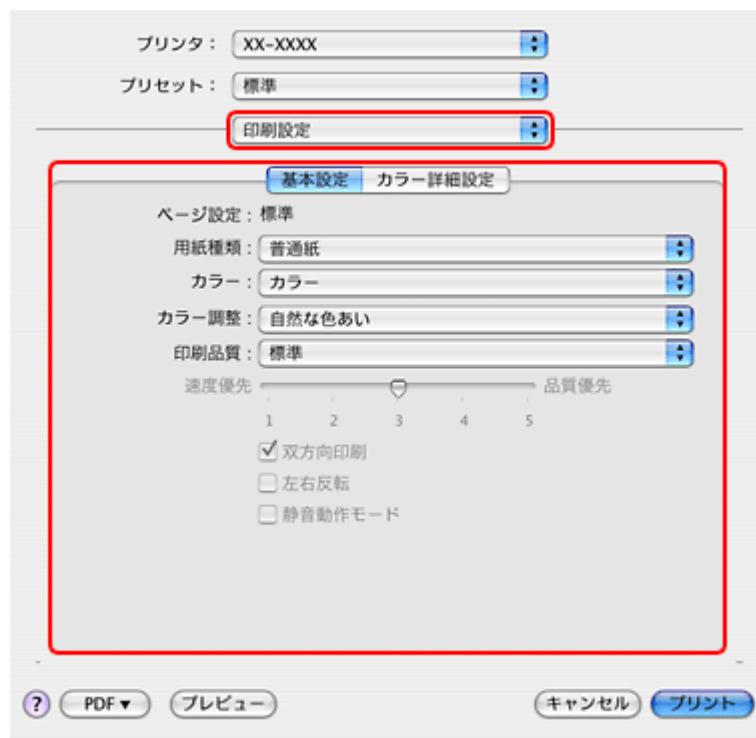 プリンタ： XX-XXXX
プリセット： 標準
印刷設定
基本設定 カラー詳細設定
ページ設定：標準
用紙種類：普通紙
カラー：カラー
カラー調整：自然な色あい
印刷品質：標準
速度優先 品質優先
1 2 3 4 5
双方向印刷
左右反転
静音動作モード
? PDF▼ プレビュー キャンセル プリント